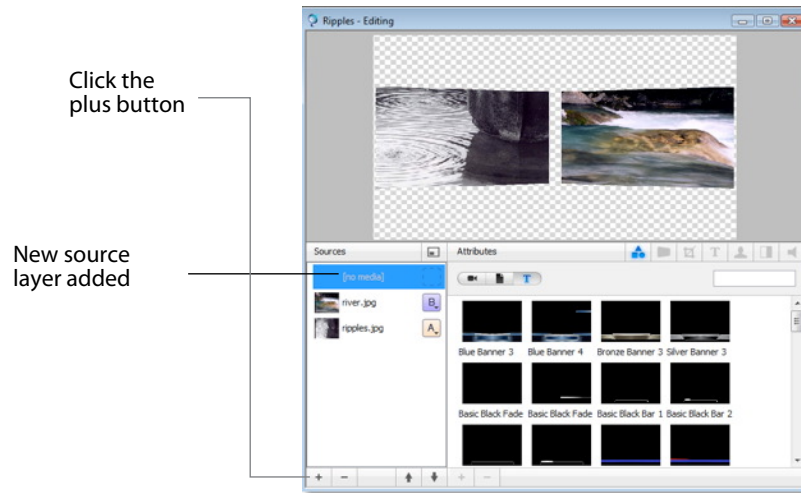 Ripples - Editing
Click the
plus button
New source
layer added
Sources
Attributes
T
[no media]
T
river.jpg
B
ripples.jpg
A
Blue Banner 3 Blue Banner 4 Bronze Banner 3 Silver Banner 3
Basic Black Fade Basic Black Fade Basic Black Bar 1 Basic Black Bar 2
+ −
+ −